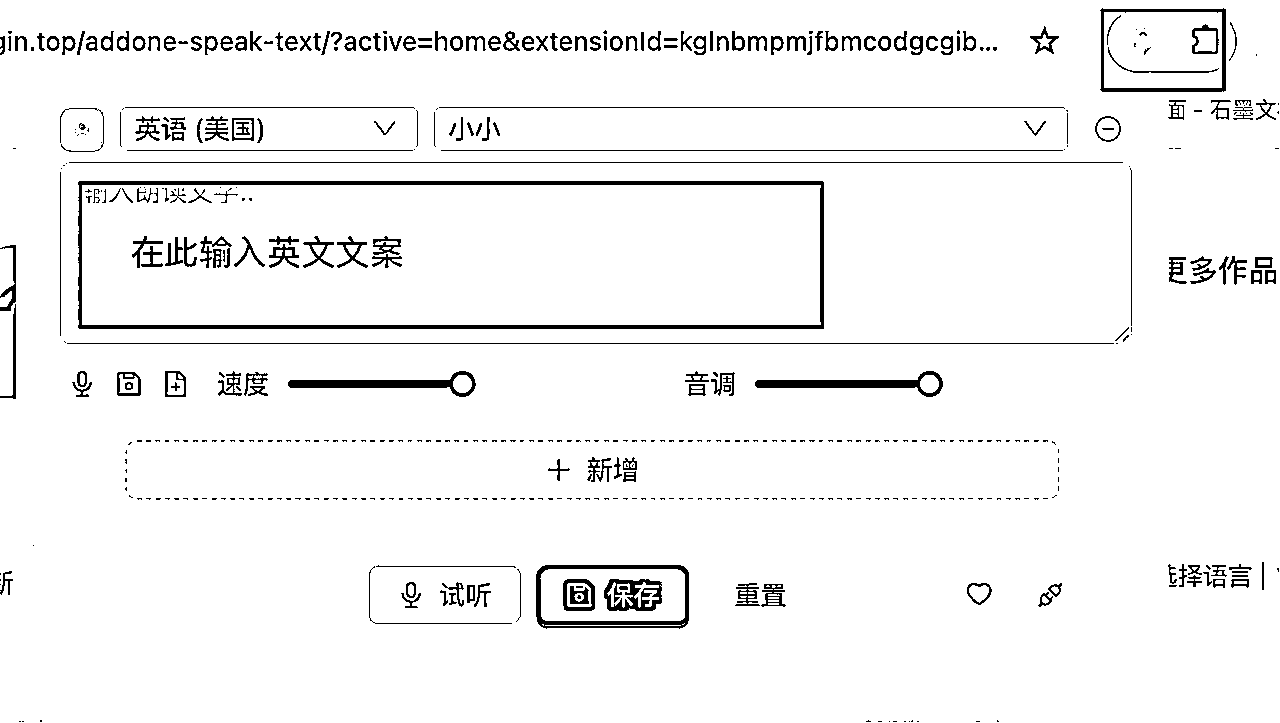 gin.top/addone-speak-text/?active=home&extensionId=kglnbmpmjfbmcodgcgib...
面 - 石墨文
英语 (美国)
小小
输入朗读文字..
在此输入英文文案
更多作品
速度
音调
+ 新增
新
试听
保存
重置
选择语言 |